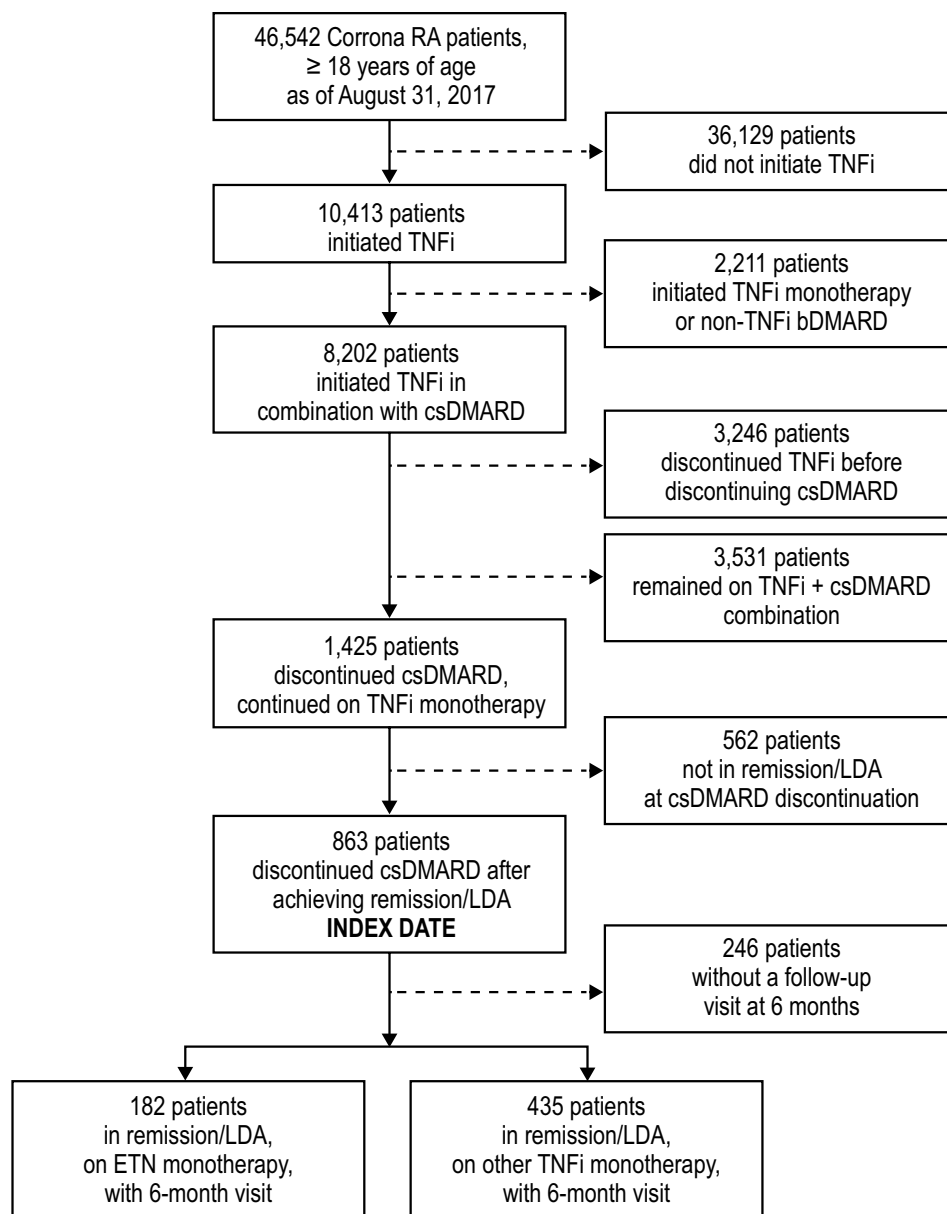 46,542 Corrona RA patients,
≥ 18 years of age
as of August 31, 2017
36,129 patients
did not initiate TNFi
10,413 patients
initiated TNFi
2,211 patients
initiated TNFi monotherapy
or non-TNFi bDMARD
8,202 patients
initiated TNFi in
combination with csDMARD
3,246 patients
discontinued TNFi before
discontinuing csDMARD
3,531 patients
remained on TNFi + csDMARD
combination
1,425 patients
discontinued csDMARD,
continued on TNFi monotherapy
562 patients
not in remission/LDA
at csDMARD discontinuation
863 patients
discontinued csDMARD after
achieving remission/LDA
INDEX DATE
246 patients
without a follow-up
visit at 6 months
182 patients
in remission/LDA,
on ETN monotherapy,
with 6-month visit
435 patients
in remission/LDA,
on other TNFi monotherapy,
with 6-month visit